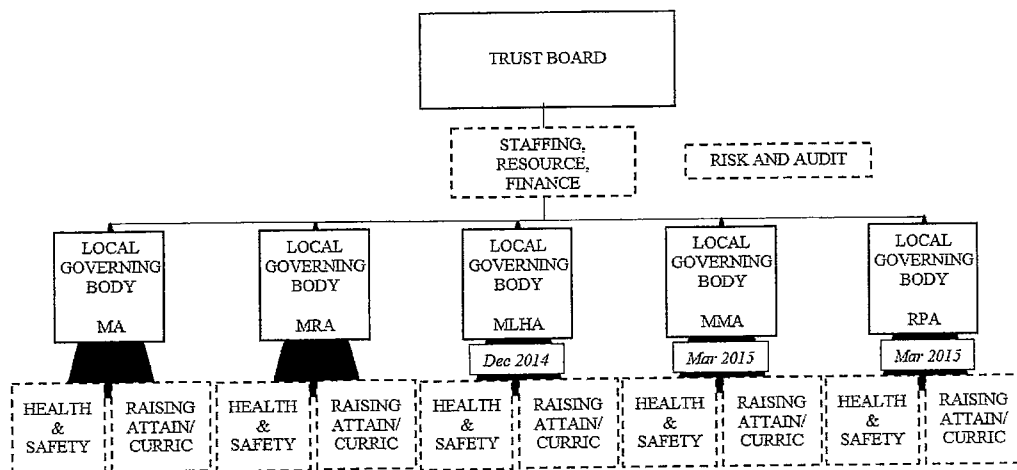 TRUST BOARD
STAFFING,
RESOURCE,
FINANCE
RISK AND AUDIT
LOCAL
GOVERNING
BODY
MA
LOCAL
GOVERNING
BODY
MRA
LOCAL
GOVERNING
BODY
MLHA
LOCAL
GOVERNING
BODY
MMA
LOCAL
GOVERNING
BODY
RPA
Dec 2014
Mar 2015
Mar 2015
HEALTH
&
SAFETY
RAISING
ATTAIN/
CURRIC
HEALTH
&
SAFETY
RAISING
ATTAIN/
CURRIC
HEALTH
&
SAFETY
RAISING
ATTAIN/
CURRIC
HEALTH
&
SAFETY
RAISING
ATTAIN/
CURRIC
HEALTH
&
SAFETY
RAISING
ATTAIN/
CURRIC